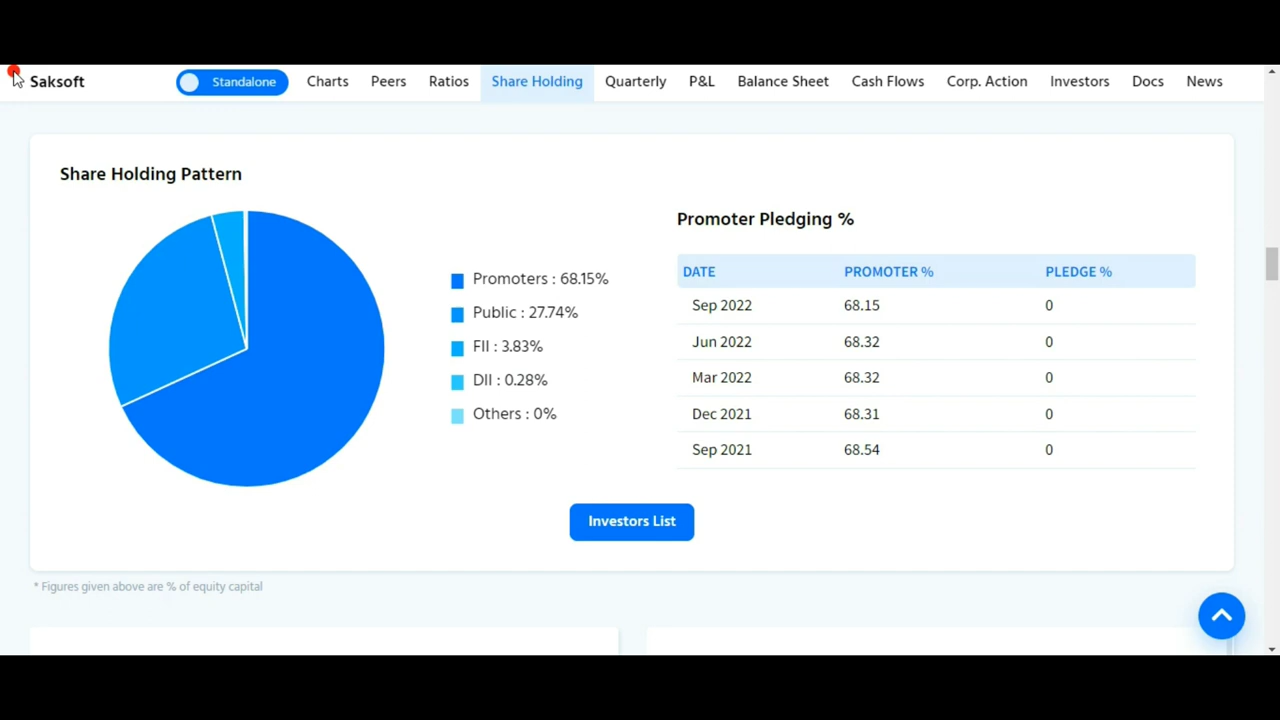 Saksoft Standalone Charts Peers Ratios Share Holding Quarterly P&L Balance Sheet Cash Flows Corp. Action Investors Docs News
Share Holding Pattern
Promoters : 68.15%
Public : 27.74%
FII : 3.83%
DII : 0.28%
Others : 0%
Promoter Pledging %
DATE PROMOTER % PLEDGE %
Sep 2022 68.15 0
Jun 2022 68.32 0
Mar 2022 68.32 0
Dec 2021 68.31 0
Sep 2021 68.54 0
Investors List
* Figures given above are % of equity capital